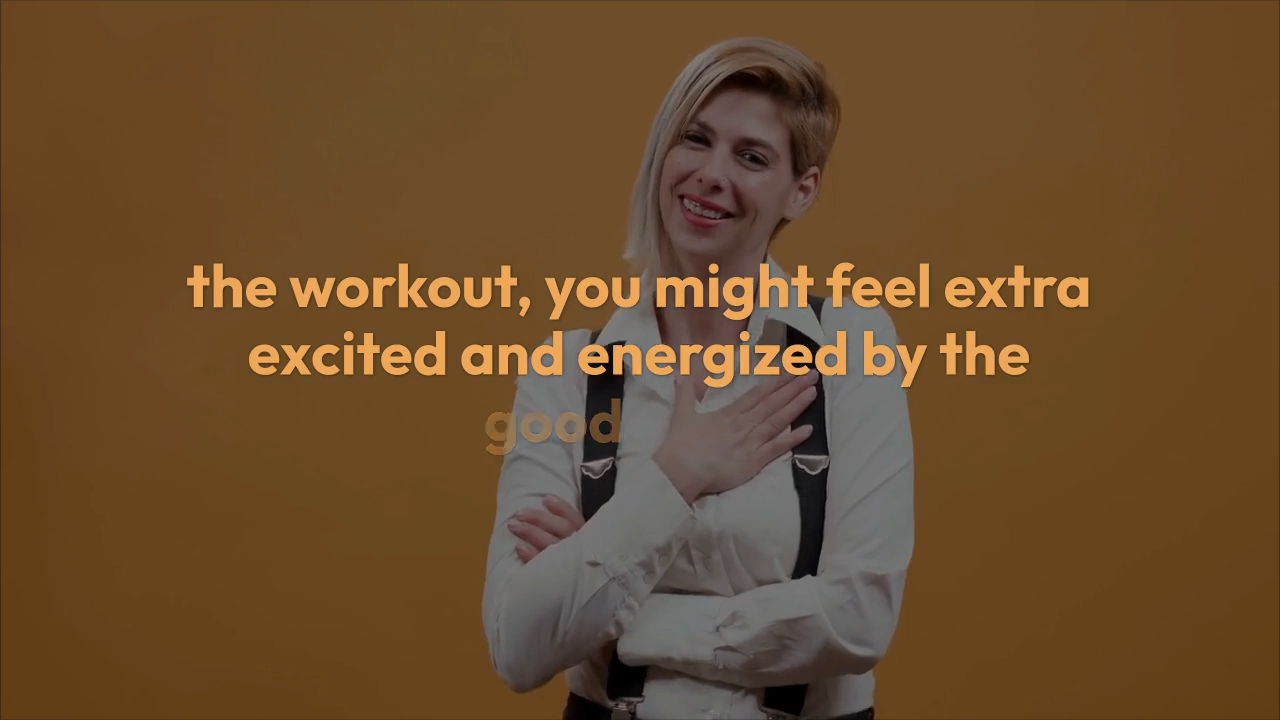 the workout, you might feel extra
excited and energized by the
good